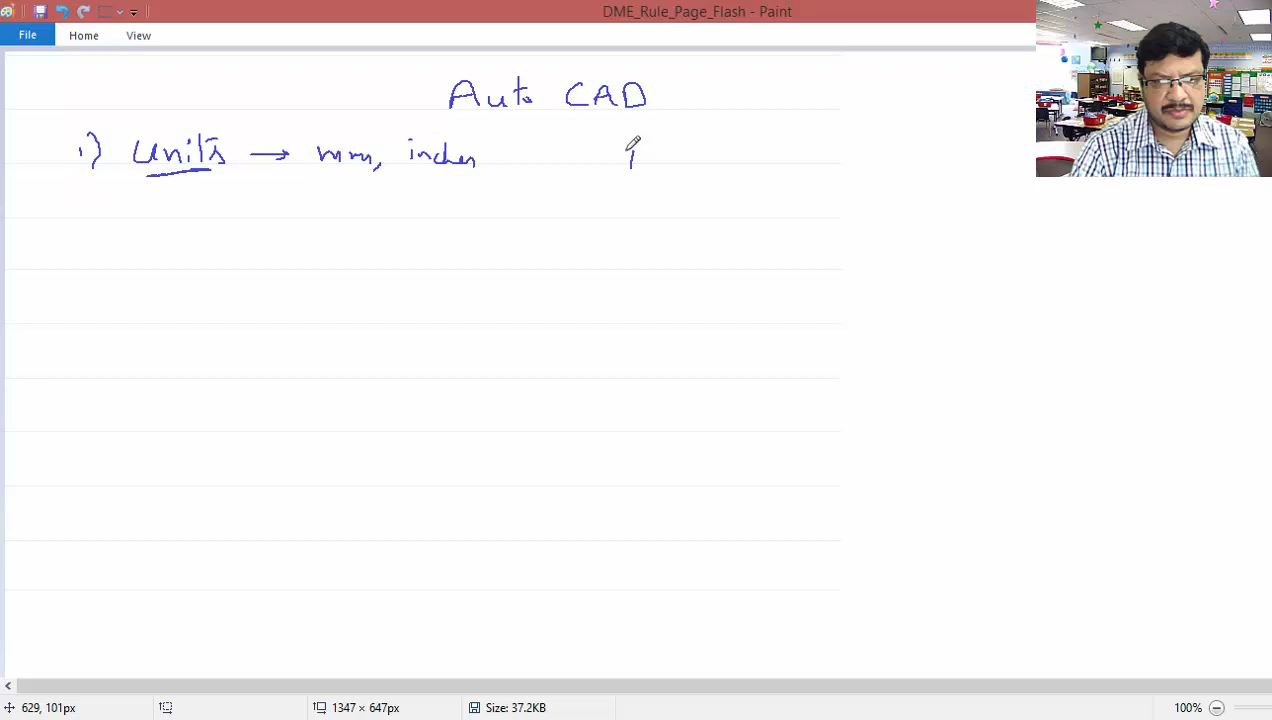 DME_Rule_Page_Flash - Paint
File Home View
Auto CAD
1) Units → mm, inches
629, 101px 1347 × 647px Size: 37.2KB 100%